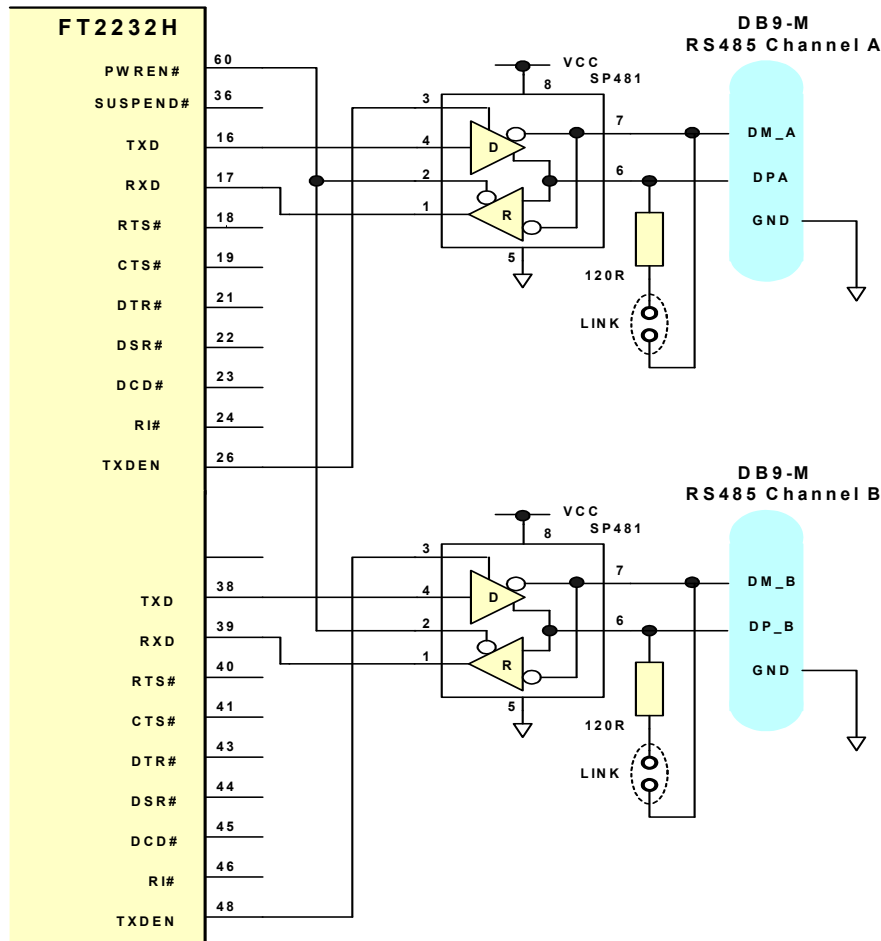 FT2232H
PWREN#
60
SUSPEND#
36
TXD
16
RXD
17
RTS#
18
CTS#
19
DTR#
21
DSR#
22
DCD#
23
RI#
24
TXDEN
26
VCC
SP481
8
3
4
D
7
2
6
1
R
5
120R
LINK
DB9-M
RS485 Channel A
DM_A
DPA
GND
TXD
38
RXD
39
RTS#
40
CTS#
41
DTR#
43
DSR#
44
DCD#
45
RI#
46
TXDEN
48
VCC
SP481
8
3
4
D
7
2
6
1
R
5
120R
LINK
DB9-M
RS485 Channel B
DM_B
DP_B
GND